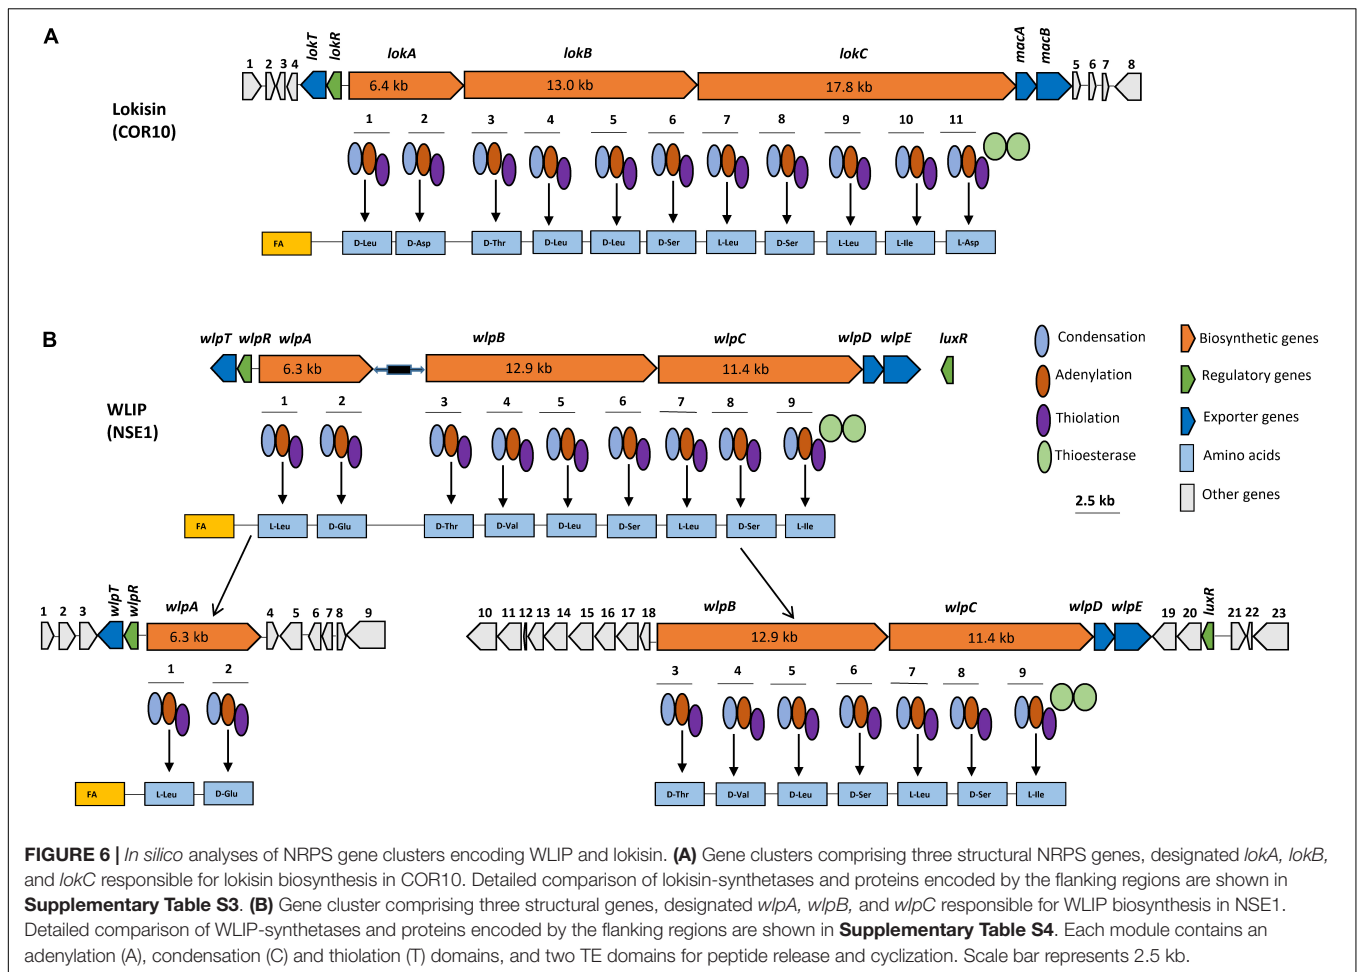 A
lokT lokR lokA lokB lokC macA macB
1 2 3 4 5 6 7 8
6.4 kb 13.0 kb 17.8 kb
Lokisin
(COR10)
1 2 3 4 5 6 7 8 9 10 11
FA D-Leu D-Asp D-Thr D-Leu D-Leu D-Ser L-Leu D-Ser L-Leu L-Ile L-Asp
B
wlpT wlpR wlpA wlpB wlpC wlpD wlpE luxR
6.3 kb 12.9 kb 11.4 kb
WLIP
(NSE1)
1 2 3 4 5 6 7 8 9
FA L-Leu D-Glu D-Thr D-Val D-Leu D-Ser L-Leu D-Ser L-Ile
Condensation Biosynthetic genes
Adenylation Regulatory genes
Thiolation Exporter genes
Thioesterase Amino acids
2.5 kb Other genes
1 2 3 wlpT wlpR wlpA 4 5 6 7 8 9
6.3 kb
1 2
FA L-Leu D-Glu
10 11 12 13 14 15 16 17 18 wlpB wlpC wlpD wlpE 19 20 luxR 21 22 23
12.9 kb 11.4 kb
3 4 5 6 7 8 9
D-Thr D-Val D-Leu D-Ser L-Leu D-Ser L-Ile
FIGURE 6 | In silico analyses of NRPS gene clusters encoding WLIP and lokisin. (A) Gene clusters comprising three structural NRPS genes, designated lokA, lokB,
and lokC responsible for lokisin biosynthesis in COR10. Detailed comparison of lokisin-synthetases and proteins encoded by the flanking regions are shown in
Supplementary Table S3. (B) Gene cluster comprising three structural genes, designated wlpA, wlpB, and wlpC responsible for WLIP biosynthesis in NSE1.
Detailed comparison of WLIP-synthetases and proteins encoded by the flanking regions are shown in Supplementary Table S4. Each module contains an
adenylation (A), condensation (C) and thiolation (T) domains, and two TE domains for peptide release and cyclization. Scale bar represents 2.5 kb.